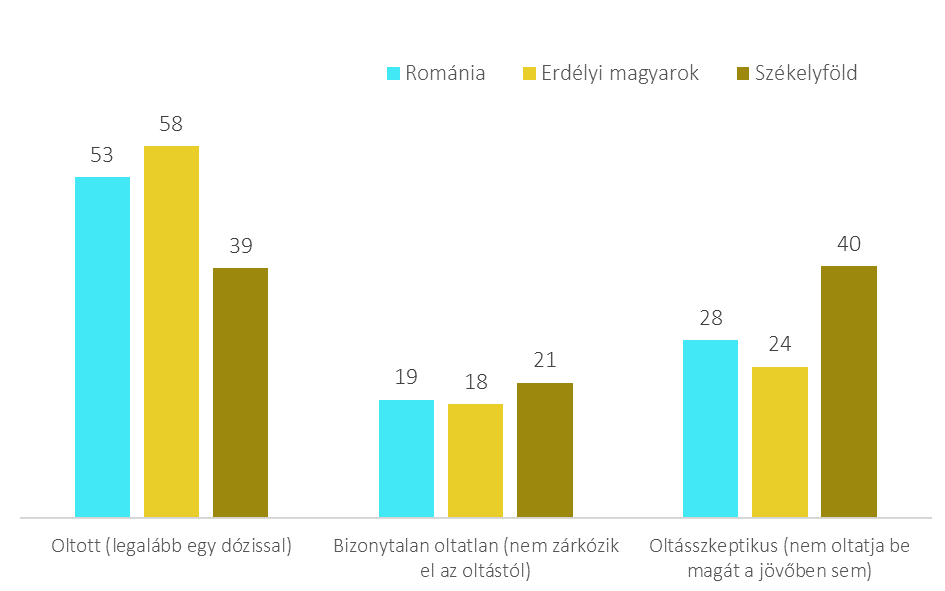 Románia Erdélyi magyarok Székelyföld
53 58 39
19 18 21
28 24 40
Oltott (legalább egy dózissal)
Bizonytalan oltatlan (nem zárkózik
el az oltástól)
Oltásszkeptikus (nem oltatja be
magát a jövőben sem)